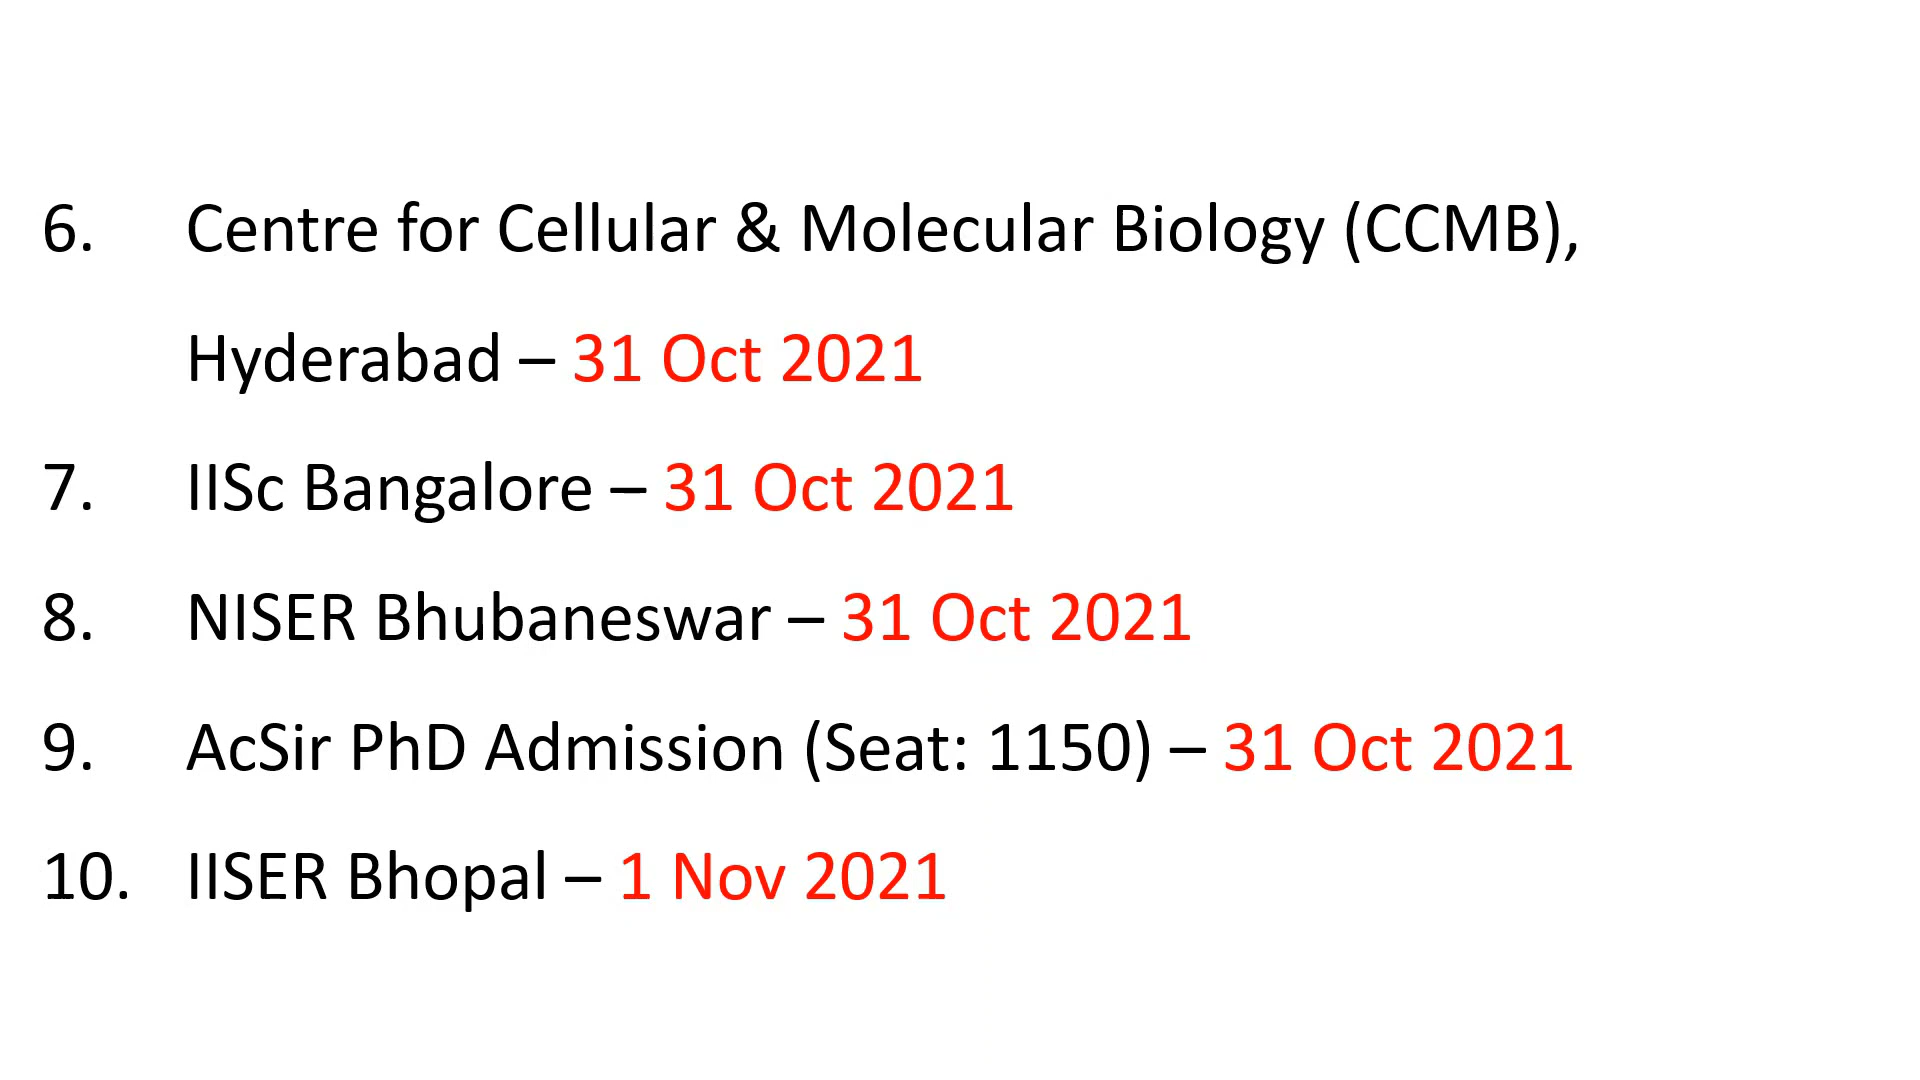 6. Centre for Cellular & Molecular Biology (CCMB),
Hyderabad – 31 Oct 2021
7. IISc Bangalore – 31 Oct 2021
8. NISER Bhubaneswar – 31 Oct 2021
9. AcSir PhD Admission (Seat: 1150) – 31 Oct 2021
10. IISER Bhopal – 1 Nov 2021